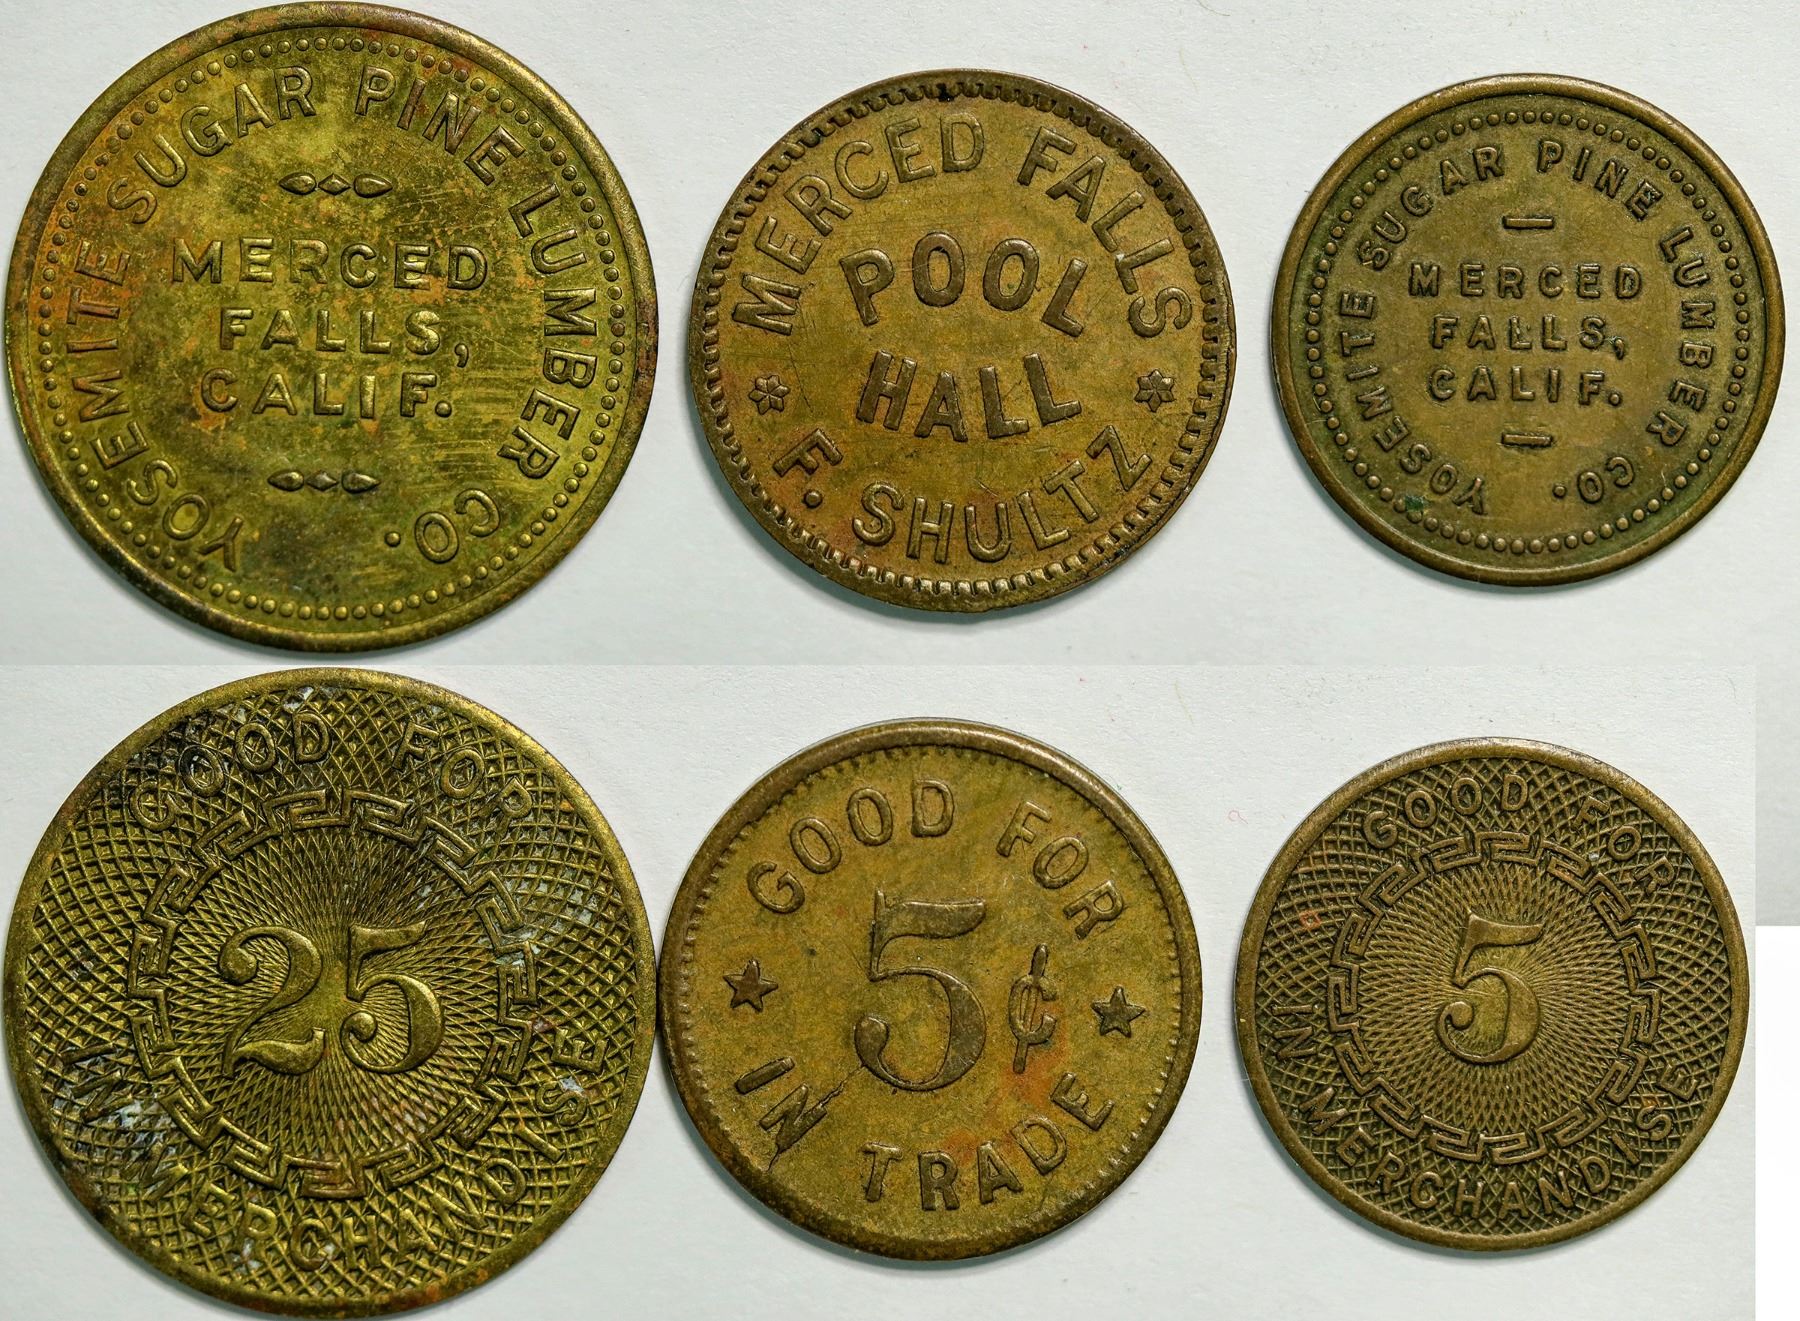 YOSEMITE SUGAR PINE LUMBER CO.
MERCED
FALLS,
CALIF.
MERCED FALLS
POOL
HALL
F. SHULTZ
YOSEMITE SUGAR PINE LUMBER CO.
MERCED
FALLS,
CALIF.
GOOD FOR
25
IN MERCHANDISE
GOOD FOR
5¢
IN TRADE
GOOD FOR
5
IN MERCHANDISE